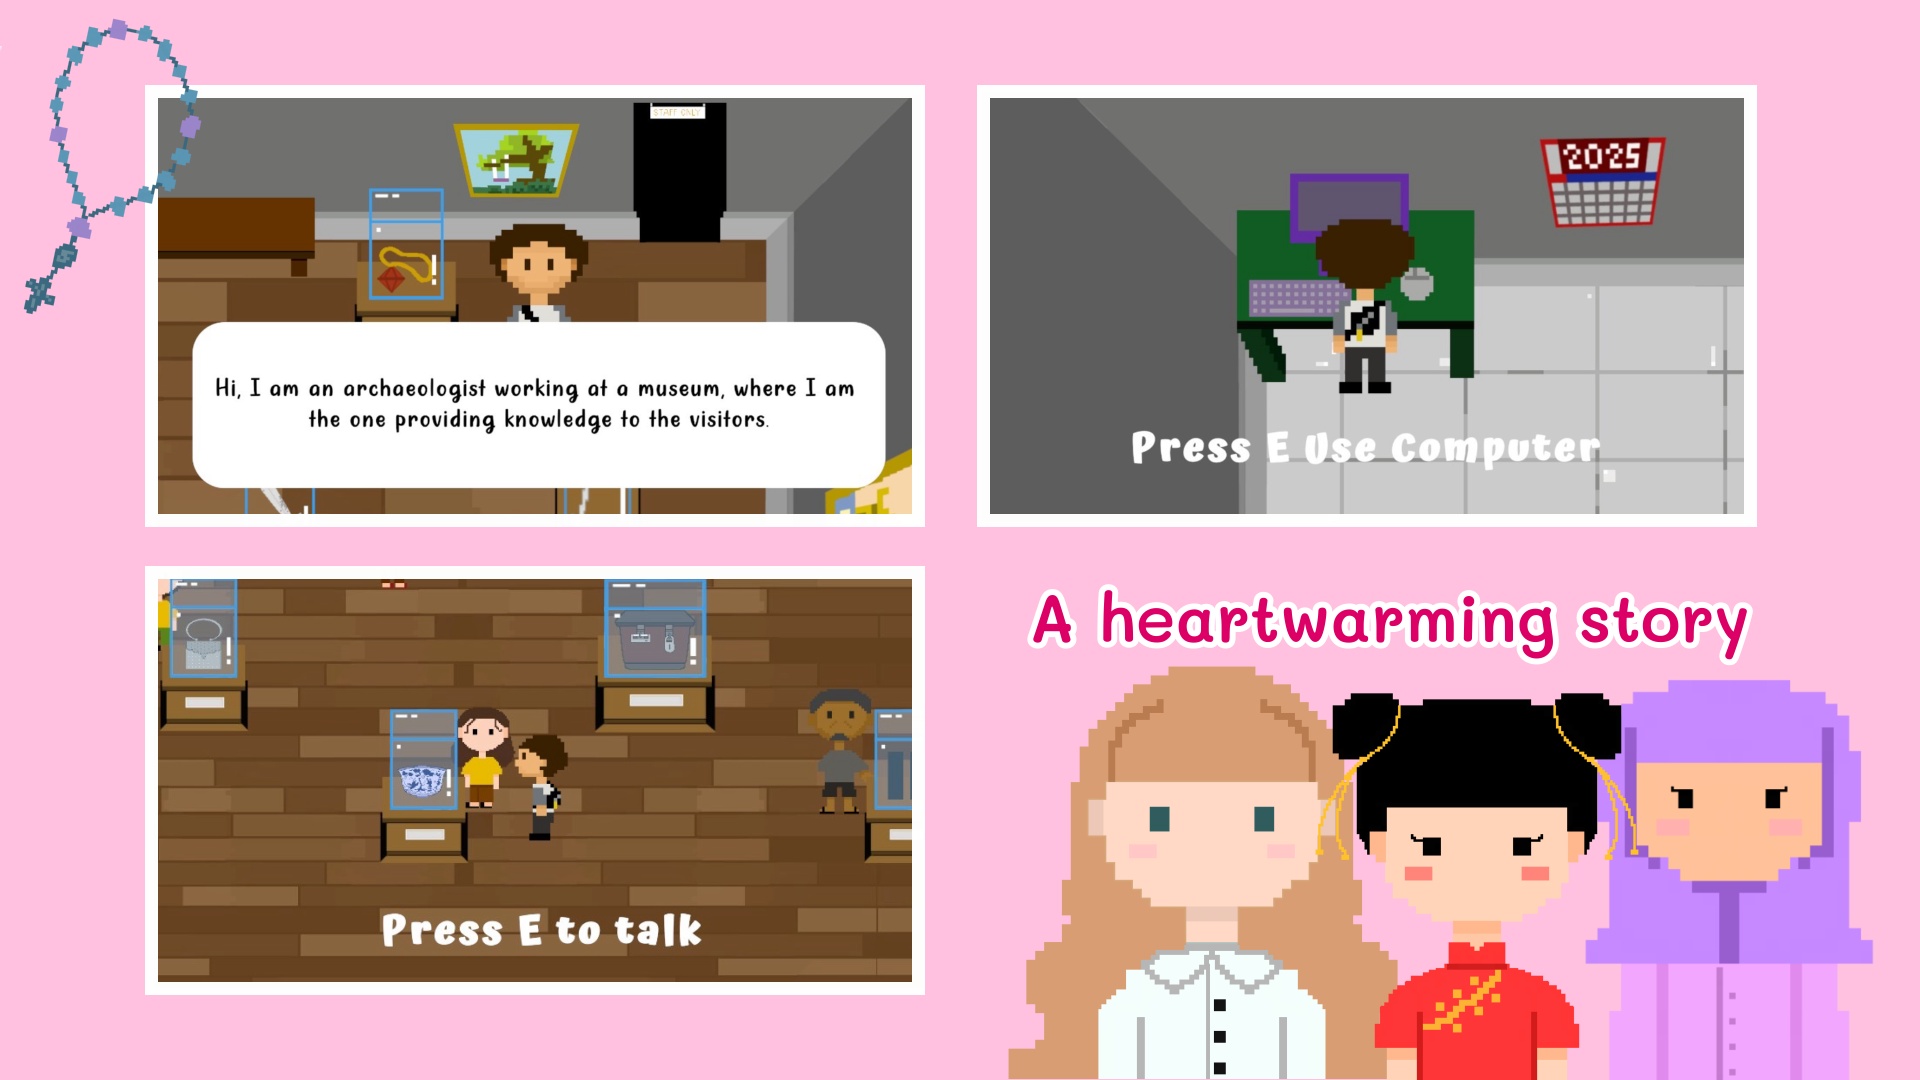 STAFF ONLY
Hi, I am an archaeologist working at a museum, where I am
the one providing knowledge to the visitors.
2025
Press E Use Computer
Press E to talk
A heartwarming story